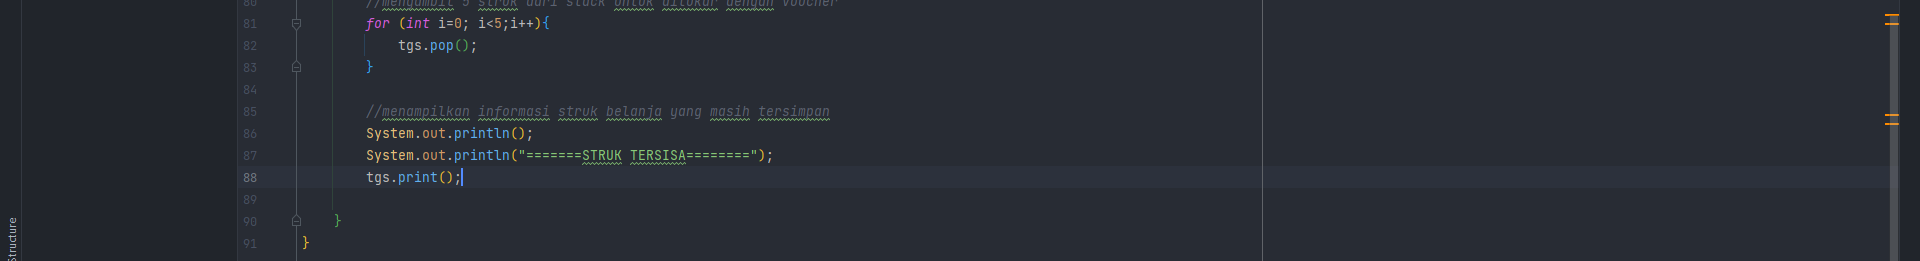 80 //mengambil 5 struk dari stack untuk ditukar dengan voucher
81 for (int i=0; i<5;i++){
82 tgs.pop();
83 }
84
85 //menampilkan informasi struk belanja yang masih tersimpan
86 System.out.println();
87 System.out.println("=======STRUK TERSISA========");
88 tgs.print();
89
90 }
91 }
Structure